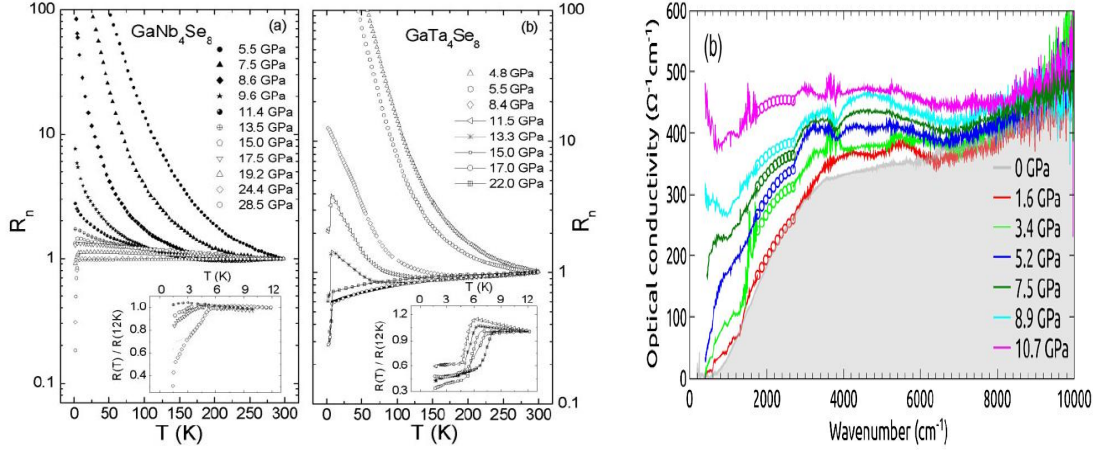 (a)
GaNb4Se8
5.5 GPa
7.5 GPa
8.6 GPa
9.6 GPa
11.4 GPa
13.5 GPa
15.0 GPa
17.5 GPa
19.2 GPa
24.4 GPa
28.5 GPa
100
10
1
0.1
Rn
T (K)
0 3 6 9 12
1.0
0.8
0.6
0.4
R(T) / R(12K)
0 50 100 150 200 250 300
T (K)
(b)
GaTa4Se8
4.8 GPa
5.5 GPa
8.4 GPa
11.5 GPa
13.3 GPa
15.0 GPa
17.0 GPa
22.0 GPa
100
10
1
0.1
Rn
T (K)
0 3 6 9 12
1.2
0.9
0.6
0.3
R(T) / R(12K)
0 50 100 150 200 250 300
T (K)
(b)
Optical conductivity (Ω-1cm-1)
600
500
400
300
200
100
0
0 GPa
1.6 GPa
3.4 GPa
5.2 GPa
7.5 GPa
8.9 GPa
10.7 GPa
0 2000 4000 6000 8000 10000
Wavenumber (cm-1)